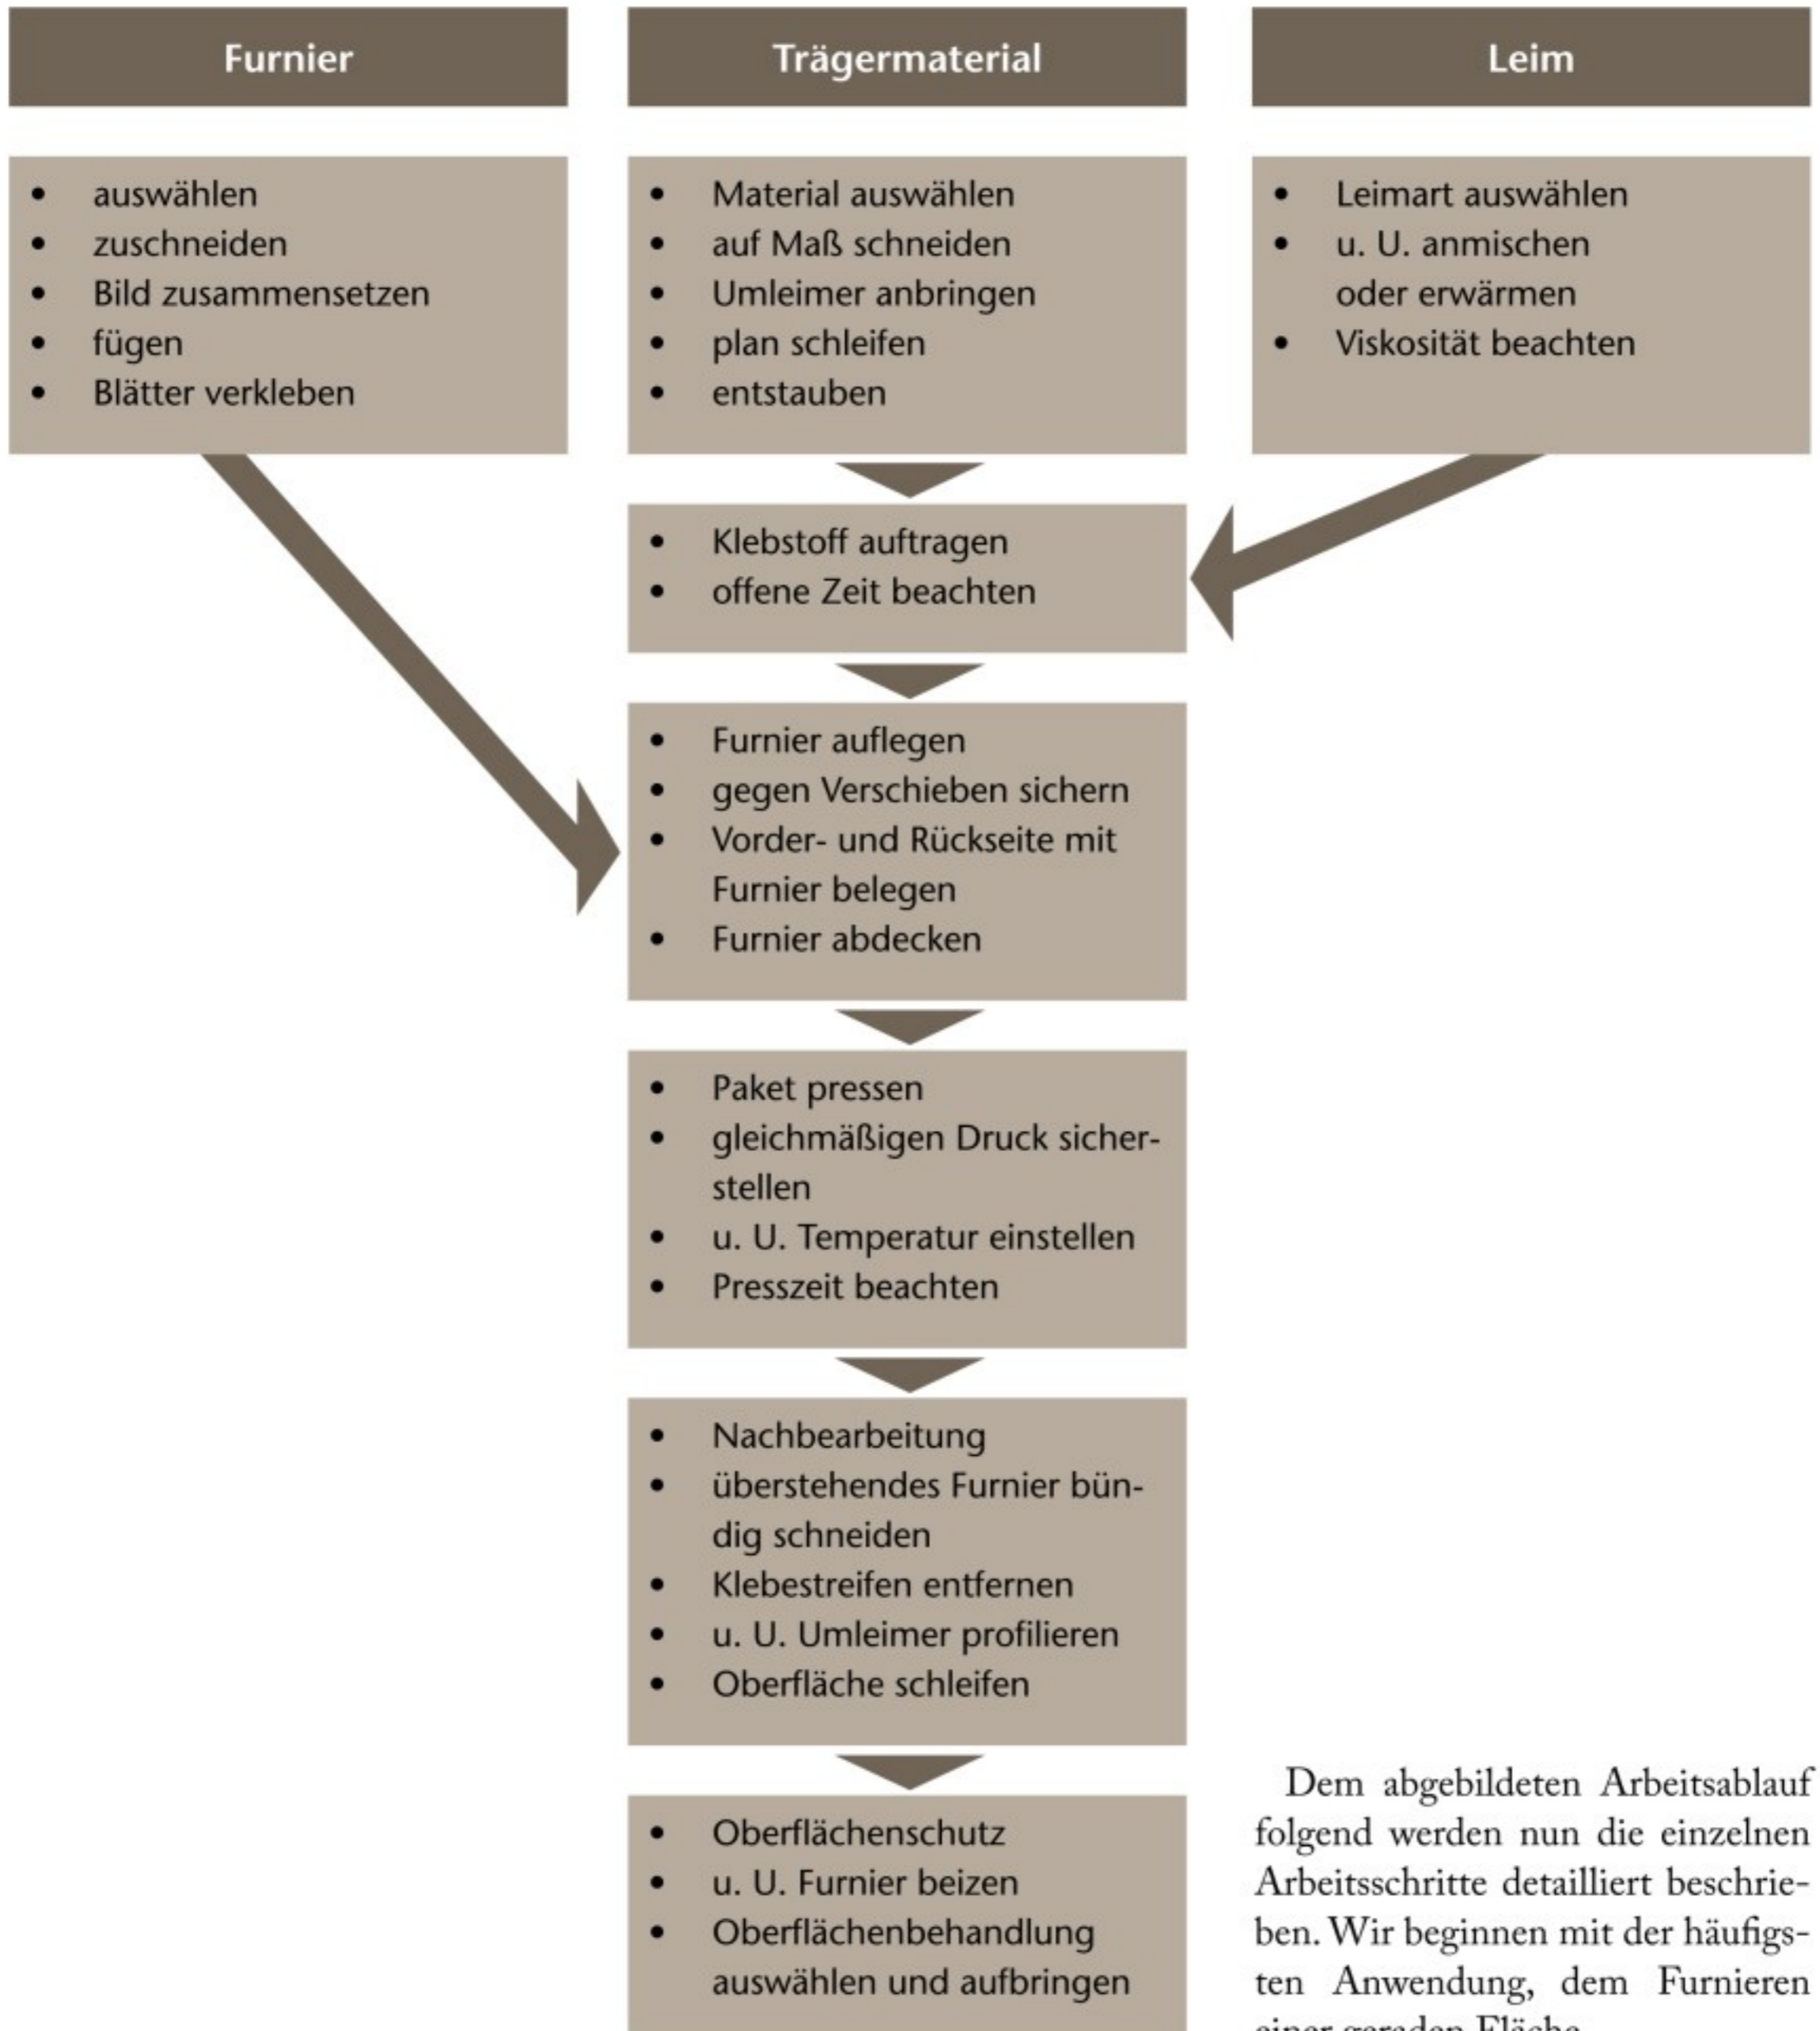 Furnier
• auswählen
• zuschneiden
• Bild zusammensetzen
• fügen
• Blätter verkleben
Trägermaterial
• Material auswählen
• auf Maß schneiden
• Umleimer anbringen
• plan schleifen
• entstauben
Leim
• Leimart auswählen
• u. U. anmischen
oder erwärmen
• Viskosität beachten
• Klebstoff auftragen
• offene Zeit beachten
• Furnier auflegen
• gegen Verschieben sichern
• Vorder- und Rückseite mit
Furnier belegen
• Furnier abdecken
• Paket pressen
• gleichmäßigen Druck sicher-
stellen
• u. U. Temperatur einstellen
• Presszeit beachten
• Nachbearbeitung
• überstehendes Furnier bün-
dig schneiden
• Klebestreifen entfernen
• u. U. Umleimer profilieren
• Oberfläche schleifen
• Oberflächenschutz
• u. U. Furnier beizen
• Oberflächenbehandlung
auswählen und aufbringen
Dem abgebildeten Arbeitsablauf
folgend werden nun die einzelnen
Arbeitsschritte detailliert beschrie-
ben. Wir beginnen mit der häufigs-
ten Anwendung, dem Furnieren
einer geraden Fläche